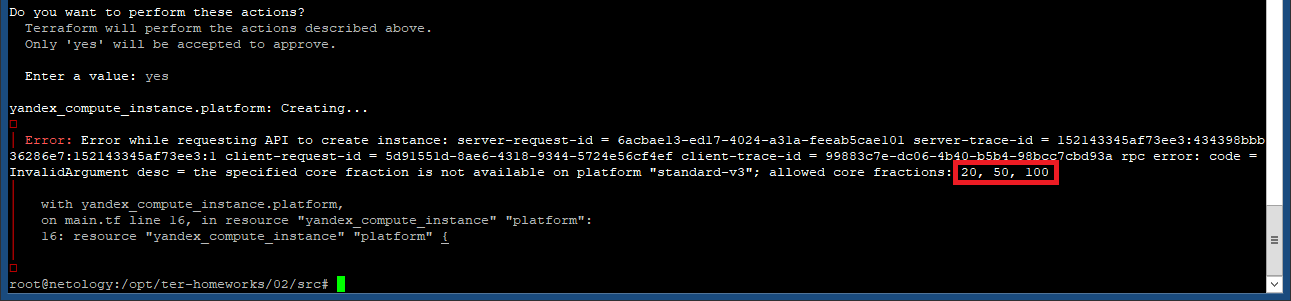 Do you want to perform these actions?
Terraform will perform the actions described above.
Only 'yes' will be accepted to approve.
Enter a value: yes
yandex_compute_instance.platform: Creating...
Error: Error while requesting API to create instance: server-request-id = 6acbae13-ed17-4024-a31a-feeab5cae101 server-trace-id = 152143345af73ee3:434398bbb
36286e7:152143345af73ee3:1 client-request-id = 5d91551d-8ae6-4318-9344-5724e56cf4ef client-trace-id = 99883c7e-dc06-4b40-b5b4-98bcc7cbd93a rpc error: code =
InvalidArgument desc = the specified core fraction is not available on platform "standard-v3"; allowed core fractions: 20, 50, 100
with yandex_compute_instance.platform,
on main.tf line 16, in resource "yandex_compute_instance" "platform":
16: resource "yandex_compute_instance" "platform" {
root@netology:/opt/ter-homeworks/02/src#